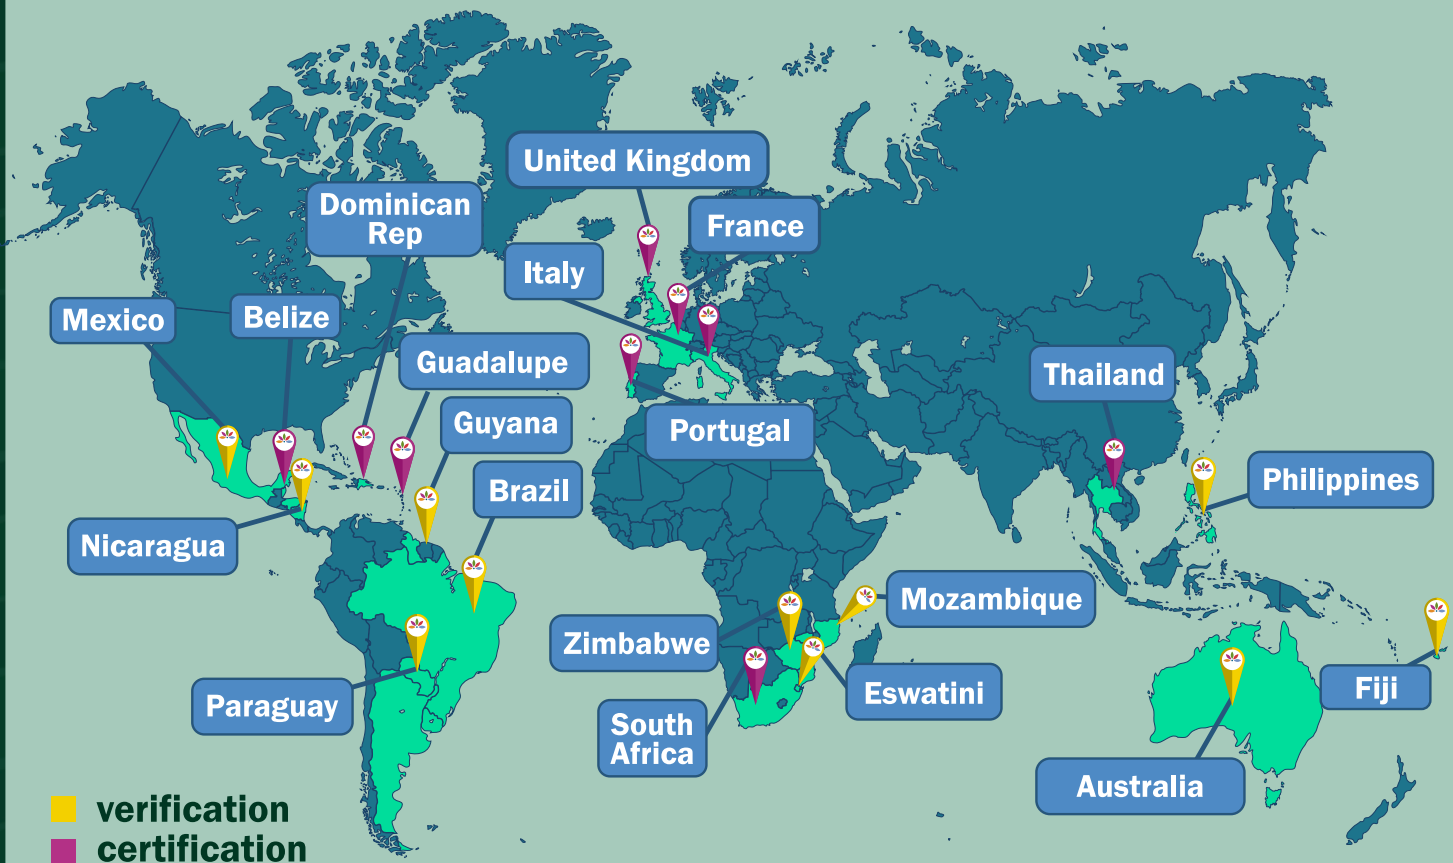 United Kingdom
Dominican
Rep
France
Italy
Mexico
Belize
Guadalupe
Thailand
Guyana
Portugal
Brazil
Philippines
Nicaragua
Mozambique
Zimbabwe
Paraguay
Eswatini
Fiji
South
Africa
Australia
verification
certification